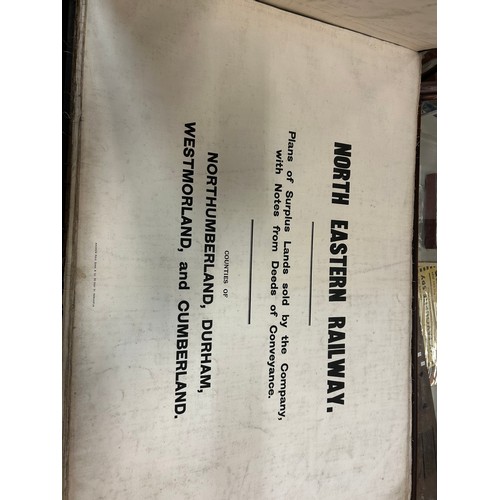 NORTH EASTERN RAILWAY.
Plans of Surplus Lands sold by the Company,
with Notes from Deeds of Conveyance.
COUNTIES OF
NORTHUMBERLAND, DURHAM,
WESTMORLAND, and CUMBERLAND.